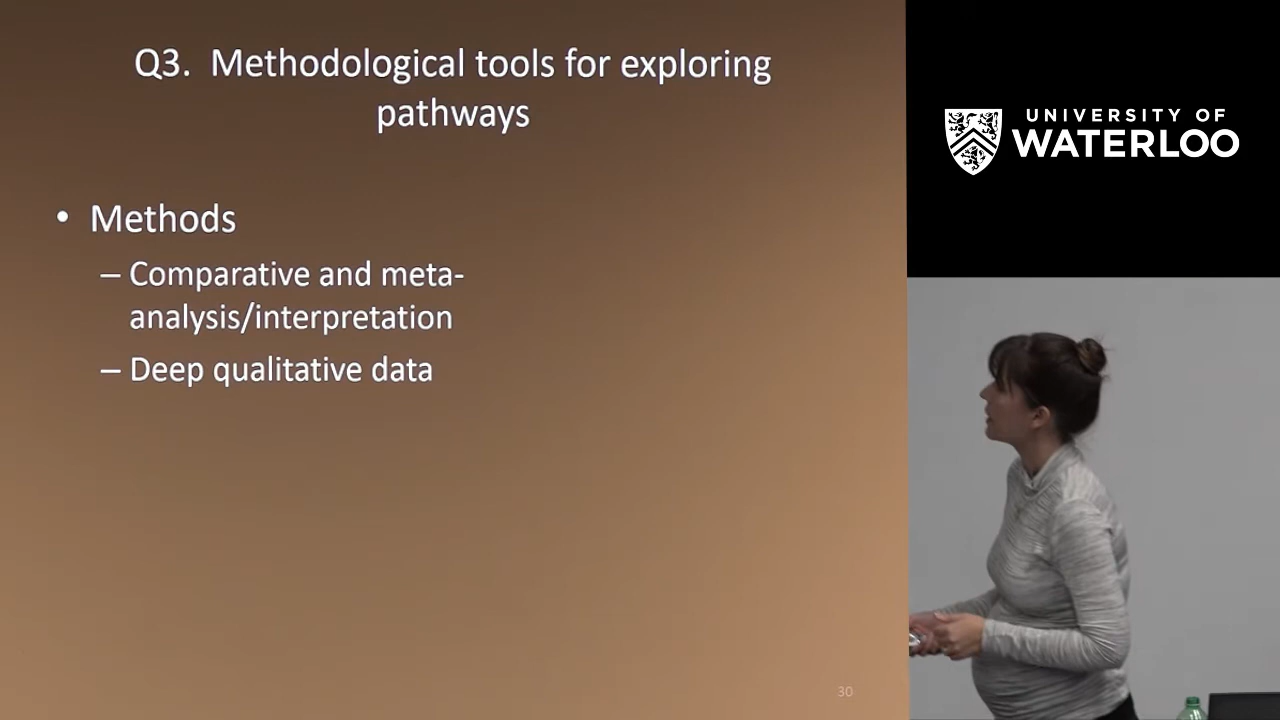 Q3. Methodological tools for exploring
pathways
• Methods
– Comparative and meta-
analysis/interpretation
– Deep qualitative data
30
UNIVERSITY OF
WATERLOO